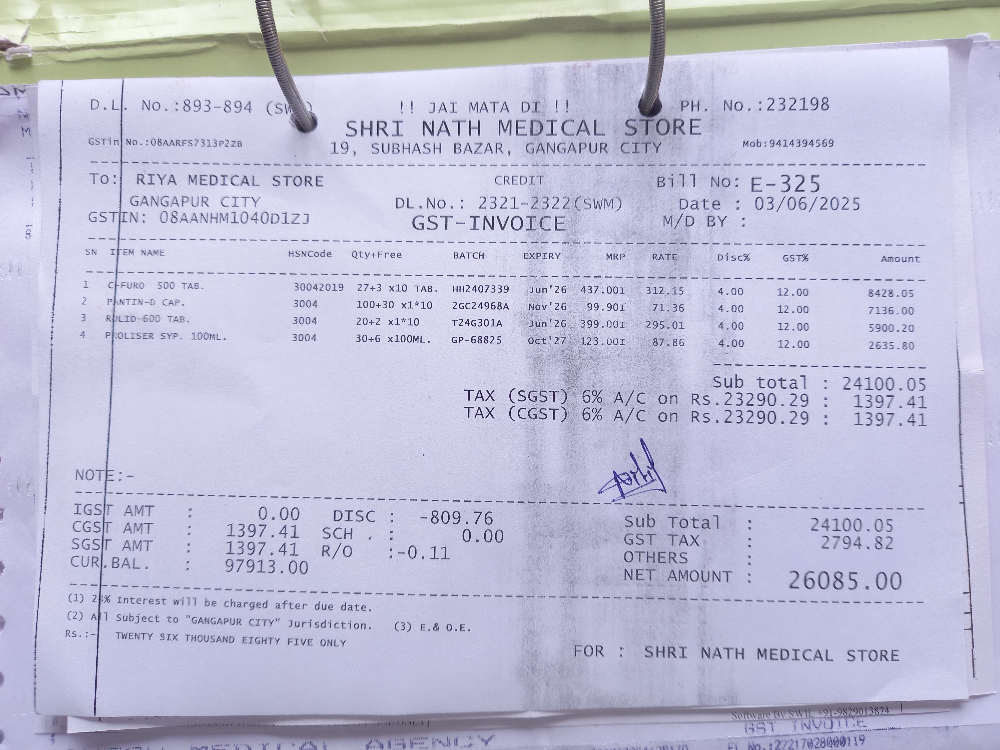 D.L. No.:893-894 !! JAI MATA DI !! PH. No.:232198
SHRI NATH MEDICAL STORE
GSTin No.:08AARFS7313P2ZB 19, SUBHASH BAZAR, GANGAPUR CITY Mob:9414394569
To: RIYA MEDICAL STORE CREDIT Bill No: E-325
GANGAPUR CITY DL.No.: 2321-2322(SWM) Date : 03/06/2025
GSTIN: 08AANHM1040D1ZJ GST-INVOICE M/D BY :
SN ITEM NAME HSNCode Qty+Free BATCH EXPIRY MRP RATE Disc% GST% Amount
1 C-FURO 500 TAB. 30042019 27+3 x10 TAB. HH2407339 Jun'26 437.00I 312.15 4.00 12.00 8428.05
2 PANTIN-D CAP. 3004 100+30 x1*10 2GC24968A Nov'26 99.90I 71.36 4.00 12.00 7136.00
3 ROLID-600 TAB. 3004 20+2 x1*10 T24G301A Jun'26 399.00I 295.01 4.00 12.00 5900.20
4 PROLISER SYP. 100ML. 3004 30+6 x100ML. GP-68825 Oct'27 123.00I 87.86 4.00 12.00 2635.80
Sub total : 24100.05
TAX (SGST) 6% A/C on Rs.23290.29 : 1397.41
TAX (CGST) 6% A/C on Rs.23290.29 : 1397.41
NOTE:-
IGST AMT : 0.00 DISC : -809.76 Sub Total : 24100.05
CGST AMT : 1397.41 SCH . : 0.00 GST TAX : 2794.82
SGST AMT : 1397.41 R/O :-0.11 OTHERS :
CUR.BAL. : 97913.00 NET AMOUNT : 26085.00
(1) 24% Interest will be charged after due date.
(2) All Subject to "GANGAPUR CITY" Jurisdiction. (3) E.& O.E.
Rs.:- TWENTY SIX THOUSAND EIGHTY FIVE ONLY
FOR : SHRI NATH MEDICAL STORE
GST INVOICE
MEDICAL AGENCY